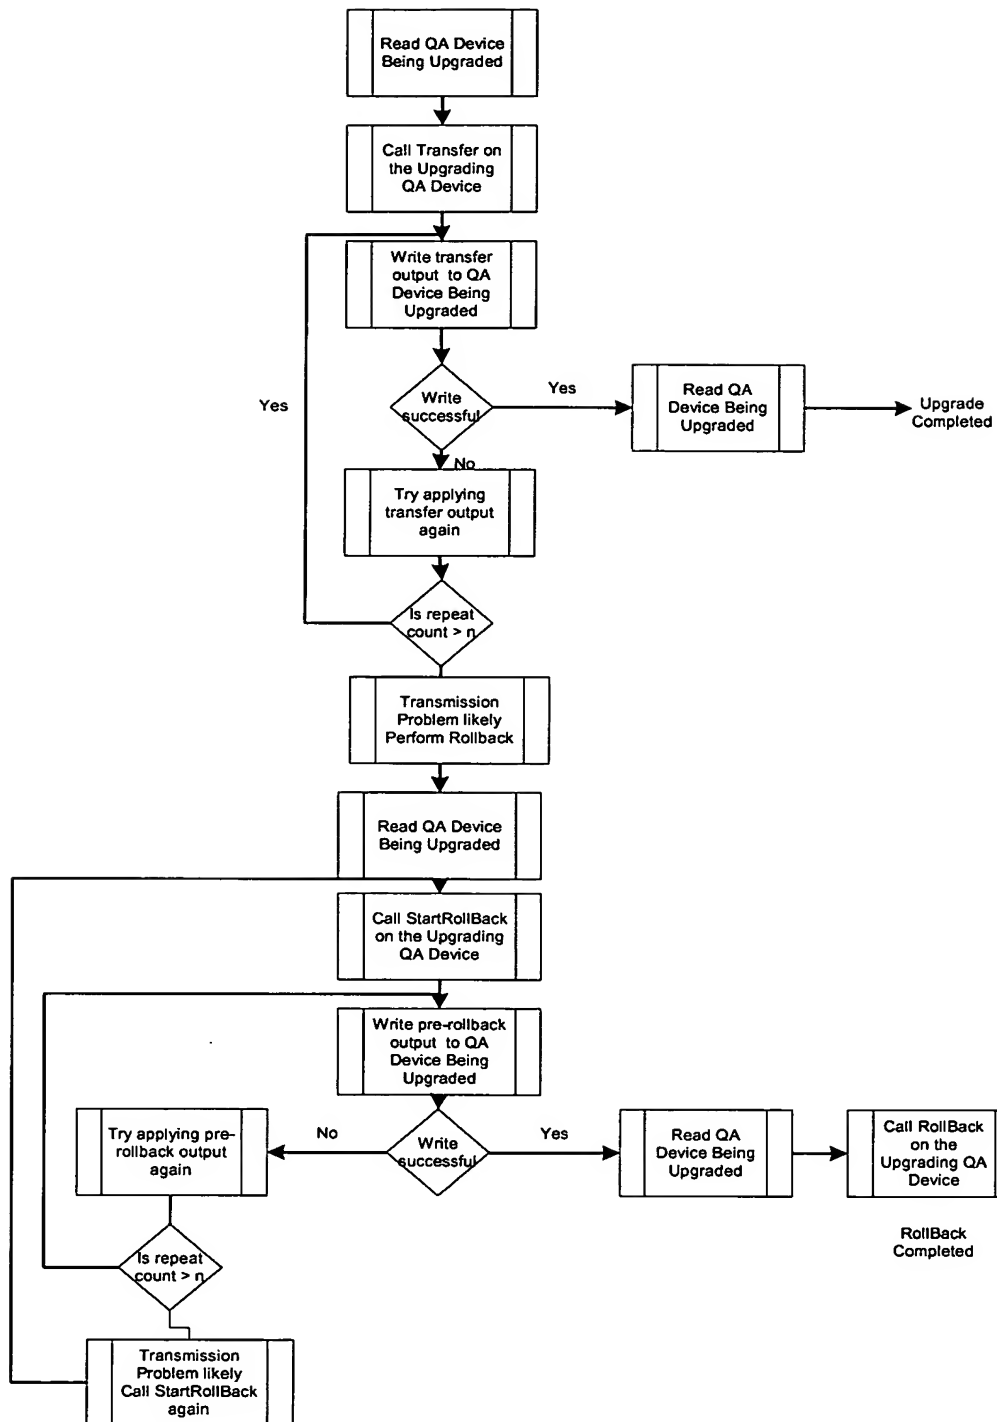 Read QA Device
Being Upgraded
Call Transfer on
the Upgrading
QA Device
Write transfer
output to QA
Device Being
Upgraded
Yes
Write
successful
Yes
Read QA
Device Being
Upgraded
Upgrade
Completed
No
Try applying
transfer output
again
Is repeat
count > n
Transmission
Problem likely
Perform Rollback
Read QA Device
Being Upgraded
Call StartRollBack
on the Upgrading
QA Device
Write pre-rollback
output to QA
Device Being
Upgraded
Try applying pre-
rollback output
again
No
Write
successful
Yes
Read QA
Device Being
Upgraded
Call RollBack
on the
Upgrading QA
Device
RollBack
Completed
Is repeat
count > n
Transmission
Problem likely
Call StartRollBack
again